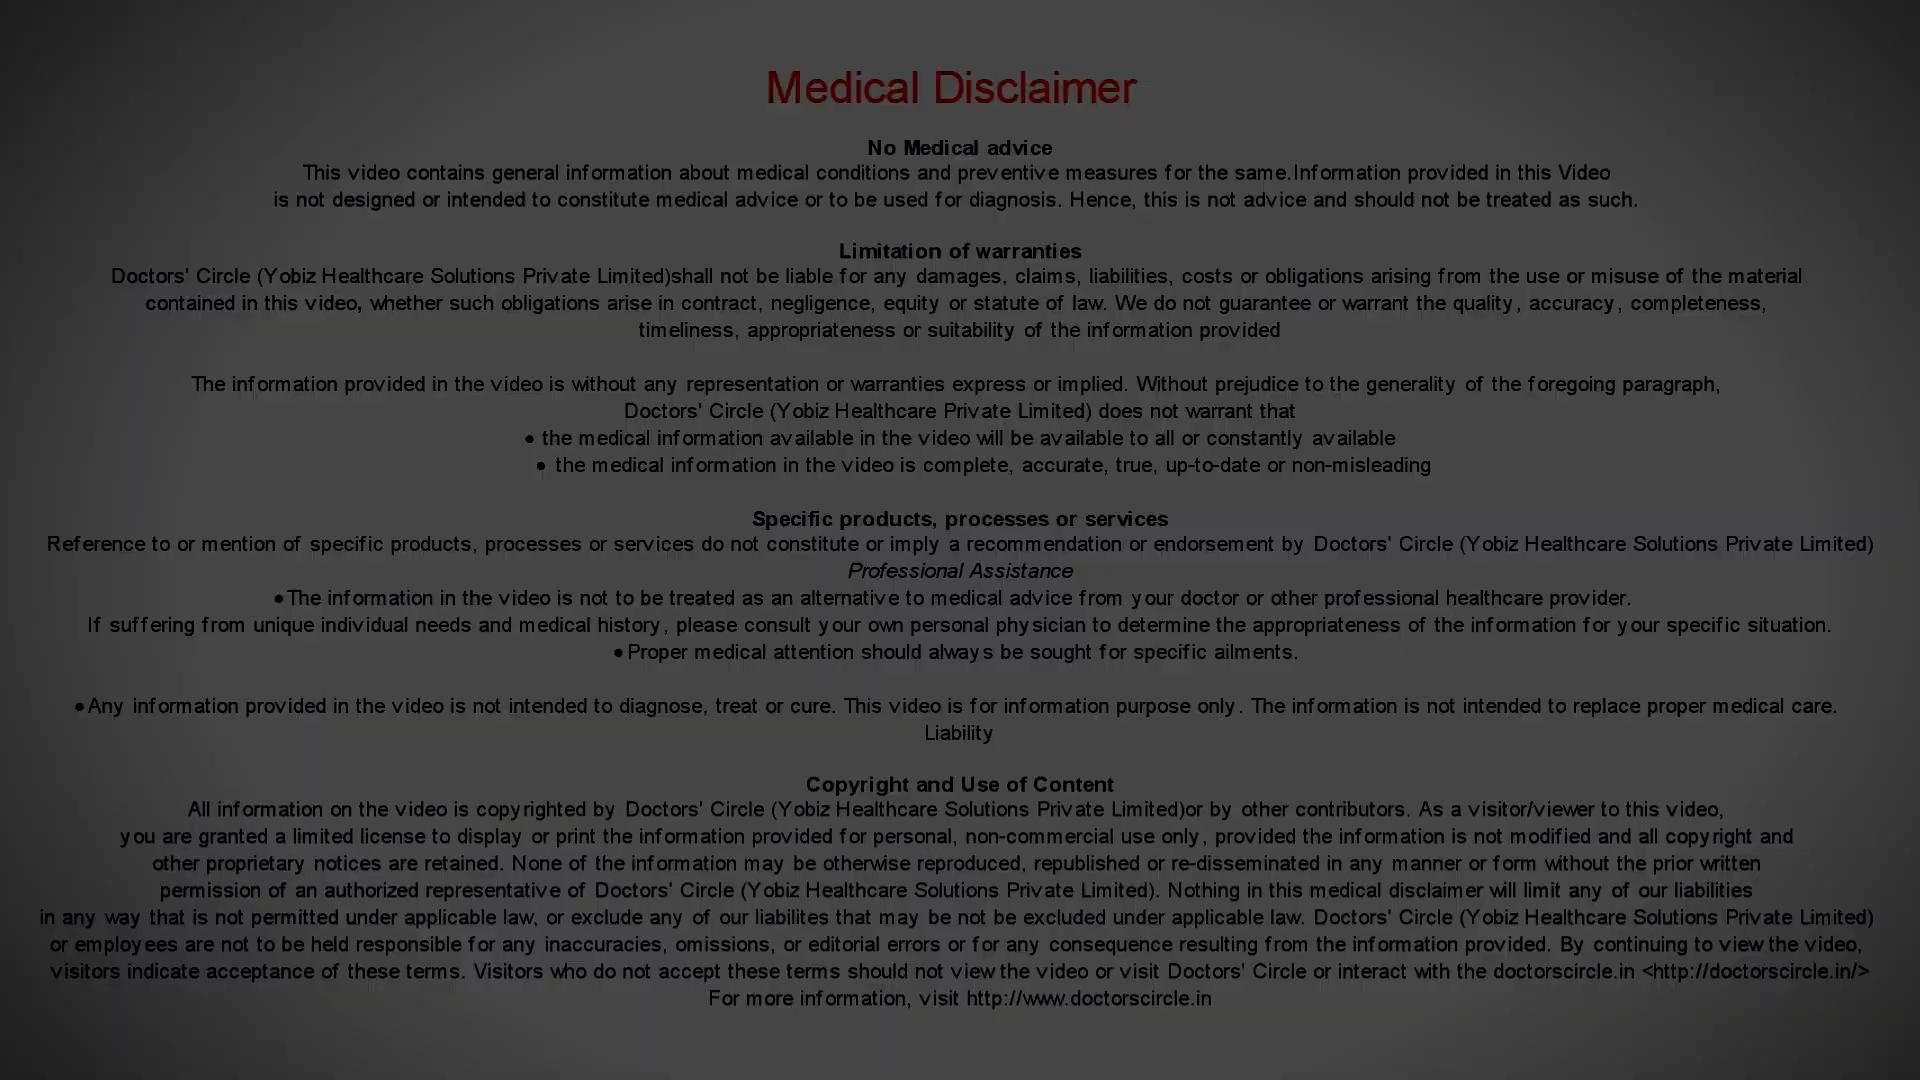 Medical Disclaimer
No Medical advice
This video contains general information about medical conditions and preventive measures for the same.Information provided in this Video
is not designed or intended to constitute medical advice or to be used for diagnosis. Hence, this is not advice and should not be treated as such.
Limitation of warranties
Doctors' Circle (Yobiz Healthcare Solutions Private Limited)shall not be liable for any damages, claims, liabilities, costs or obligations arising from the use or misuse of the material
contained in this video, whether such obligations arise in contract, negligence, equity or statute of law. We do not guarantee or warrant the quality, accuracy, completeness,
timeliness, appropriateness or suitability of the information provided
The information provided in the video is without any representation or warranties express or implied. Without prejudice to the generality of the foregoing paragraph,
Doctors' Circle (Yobiz Healthcare Private Limited) does not warrant that
• the medical information available in the video will be available to all or constantly available
• the medical information in the video is complete, accurate, true, up-to-date or non-misleading
Specific products, processes or services
Reference to or mention of specific products, processes or services do not constitute or imply a recommendation or endorsement by Doctors' Circle (Yobiz Healthcare Solutions Private Limited)
Professional Assistance
•The information in the video is not to be treated as an alternative to medical advice from your doctor or other professional healthcare provider.
If suffering from unique individual needs and medical history, please consult your own personal physician to determine the appropriateness of the information for your specific situation.
•Proper medical attention should always be sought for specific ailments.
•Any information provided in the video is not intended to diagnose, treat or cure. This video is for information purpose only. The information is not intended to replace proper medical care.
Liability
Copyright and Use of Content
All information on the video is copyrighted by Doctors' Circle (Yobiz Healthcare Solutions Private Limited)or by other contributors. As a visitor/viewer to this video,
you are granted a limited license to display or print the information provided for personal, non-commercial use only, provided the information is not modified and all copyright and
other proprietary notices are retained. None of the information may be otherwise reproduced, republished or re-disseminated in any manner or form without the prior written
permission of an authorized representative of Doctors' Circle (Yobiz Healthcare Solutions Private Limited). Nothing in this medical disclaimer will limit any of our liabilities
in any way that is not permitted under applicable law, or exclude any of our liabilites that may be not be excluded under applicable law. Doctors' Circle (Yobiz Healthcare Solutions Private Limited)
or employees are not to be held responsible for any inaccuracies, omissions, or editorial errors or for any consequence resulting from the information provided. By continuing to view the video,
visitors indicate acceptance of these terms. Visitors who do not accept these terms should not view the video or visit Doctors' Circle or interact with the doctorscircle.in <http://doctorscircle.in/>
For more information, visit http://www.doctorscircle.in